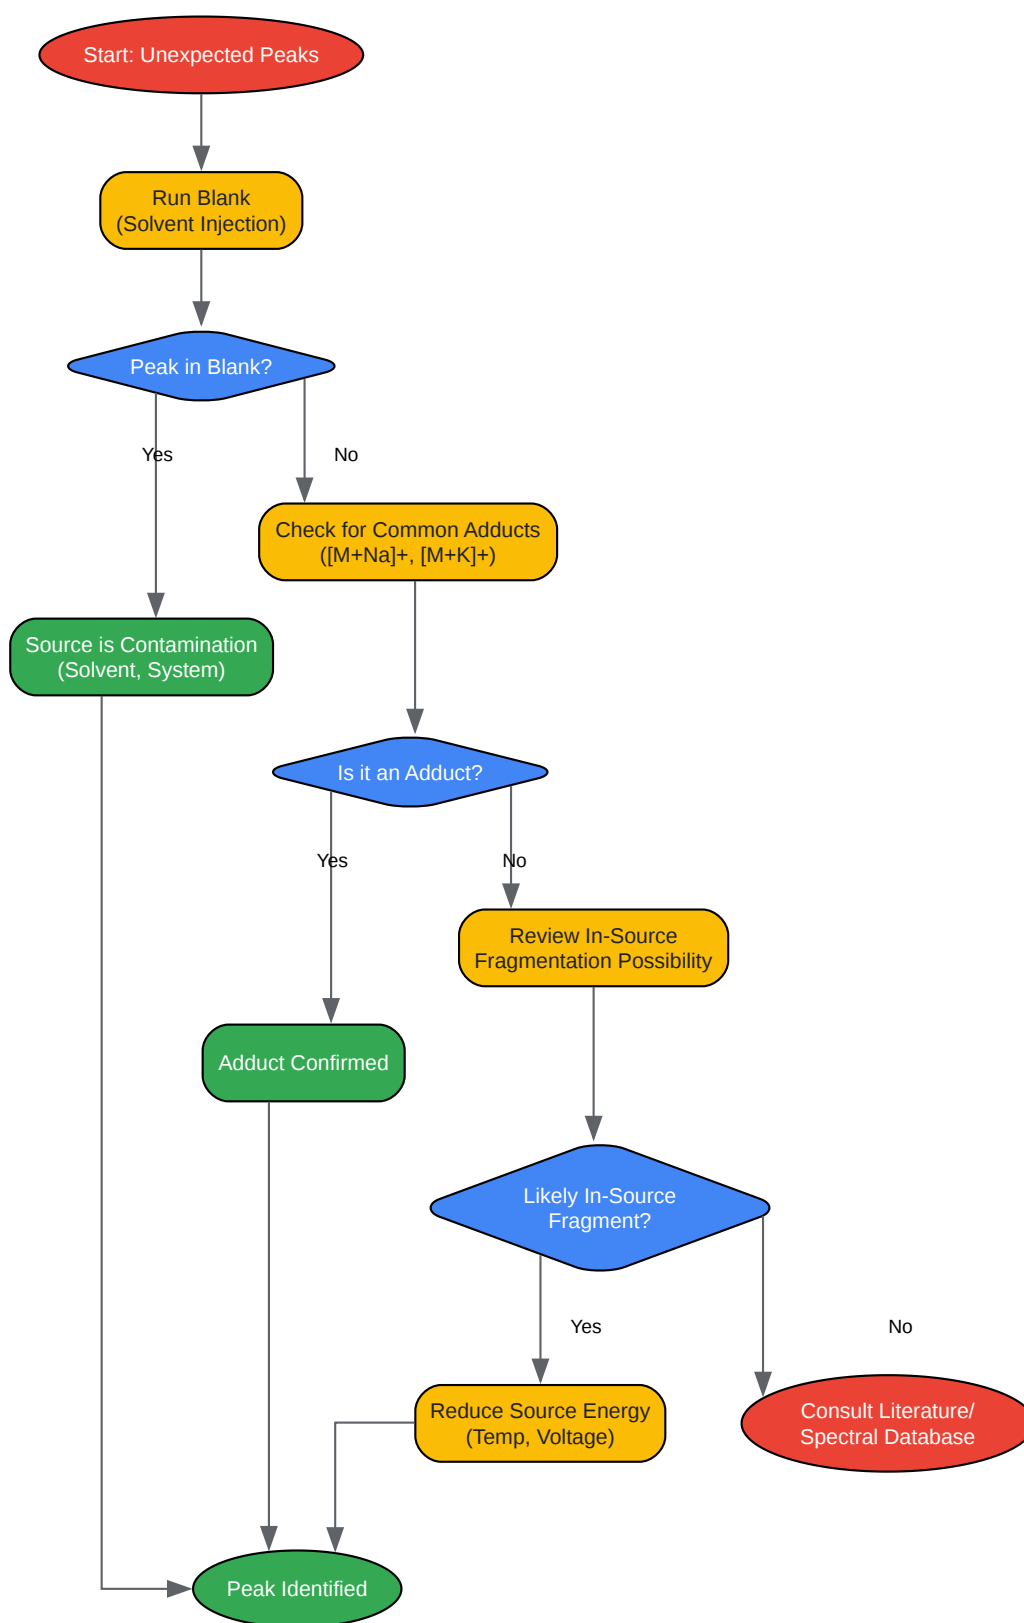 Start: Unexpected Peaks
Run Blank
(Solvent Injection)
Peak in Blank?
Yes
No
Check for Common Adducts
([M+Na]+, [M+K]+)
Source is Contamination
(Solvent, System)
Is it an Adduct?
Yes
No
Review In-Source
Fragmentation Possibility
Adduct Confirmed
Likely In-Source
Fragment?
Yes
No
Reduce Source Energy
(Temp, Voltage)
Consult Literature/
Spectral Database
Peak Identified